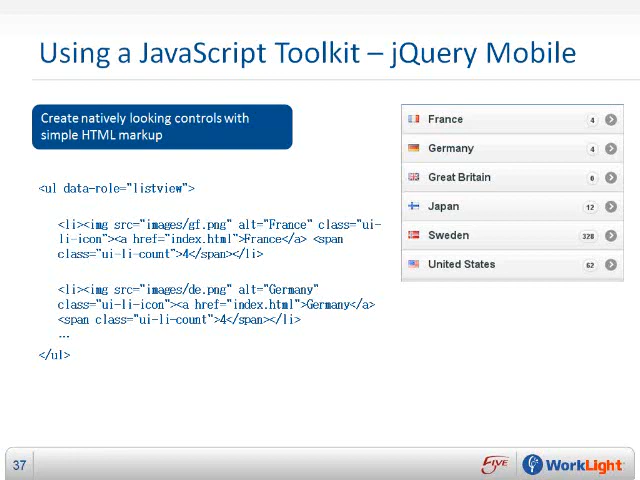 Using a JavaScript Toolkit – jQuery Mobile
Create natively looking controls with
simple HTML markup
<ul data-role="listview">
<li><img src="images/gf.png" alt="France" class="ui-
li-icon"><a href="index.html">France</a> <span
class="ui-li-count">4</span></li>
<li><img src="images/de.png" alt="Germany"
class="ui-li-icon"><a href="index.html">Germany</a>
<span class="ui-li-count">4</span></li>
...
</ul>
France 4
Germany 4
Great Britain 0
Japan 12
Sweden 328
United States 62
37
FIVE
WorkLight